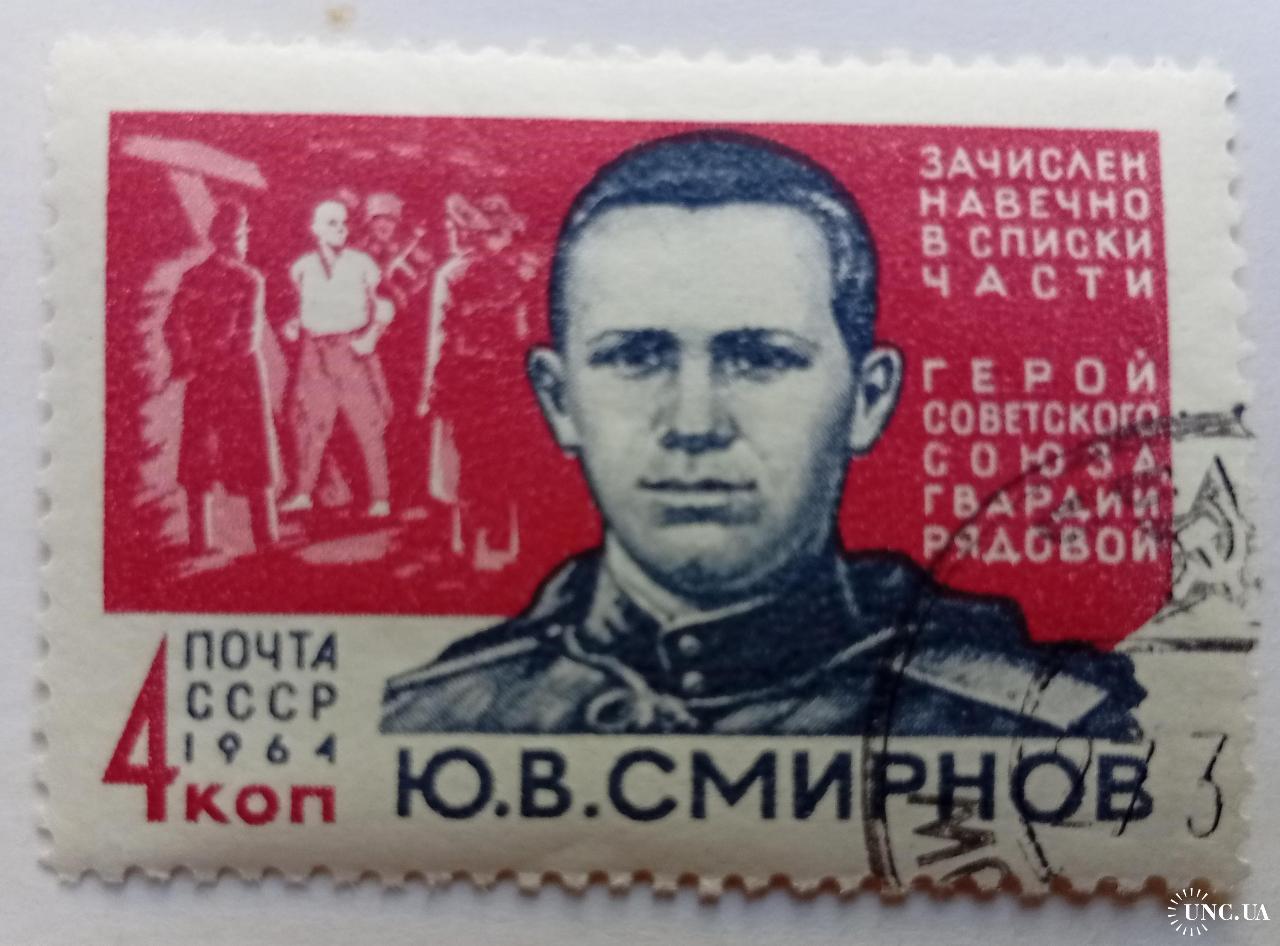 ЗАЧИСЛЕН
НАВЕЧНО
В СПИСКИ
ЧАСТИ
ГЕРОЙ
СОВЕТСКОГО
СОЮЗА
ГВАРДИИ
РЯДОВОЙ
4 КОП
ПОЧТА
СССР
1964
Ю.В.СМИРНОВ
UNC.UA